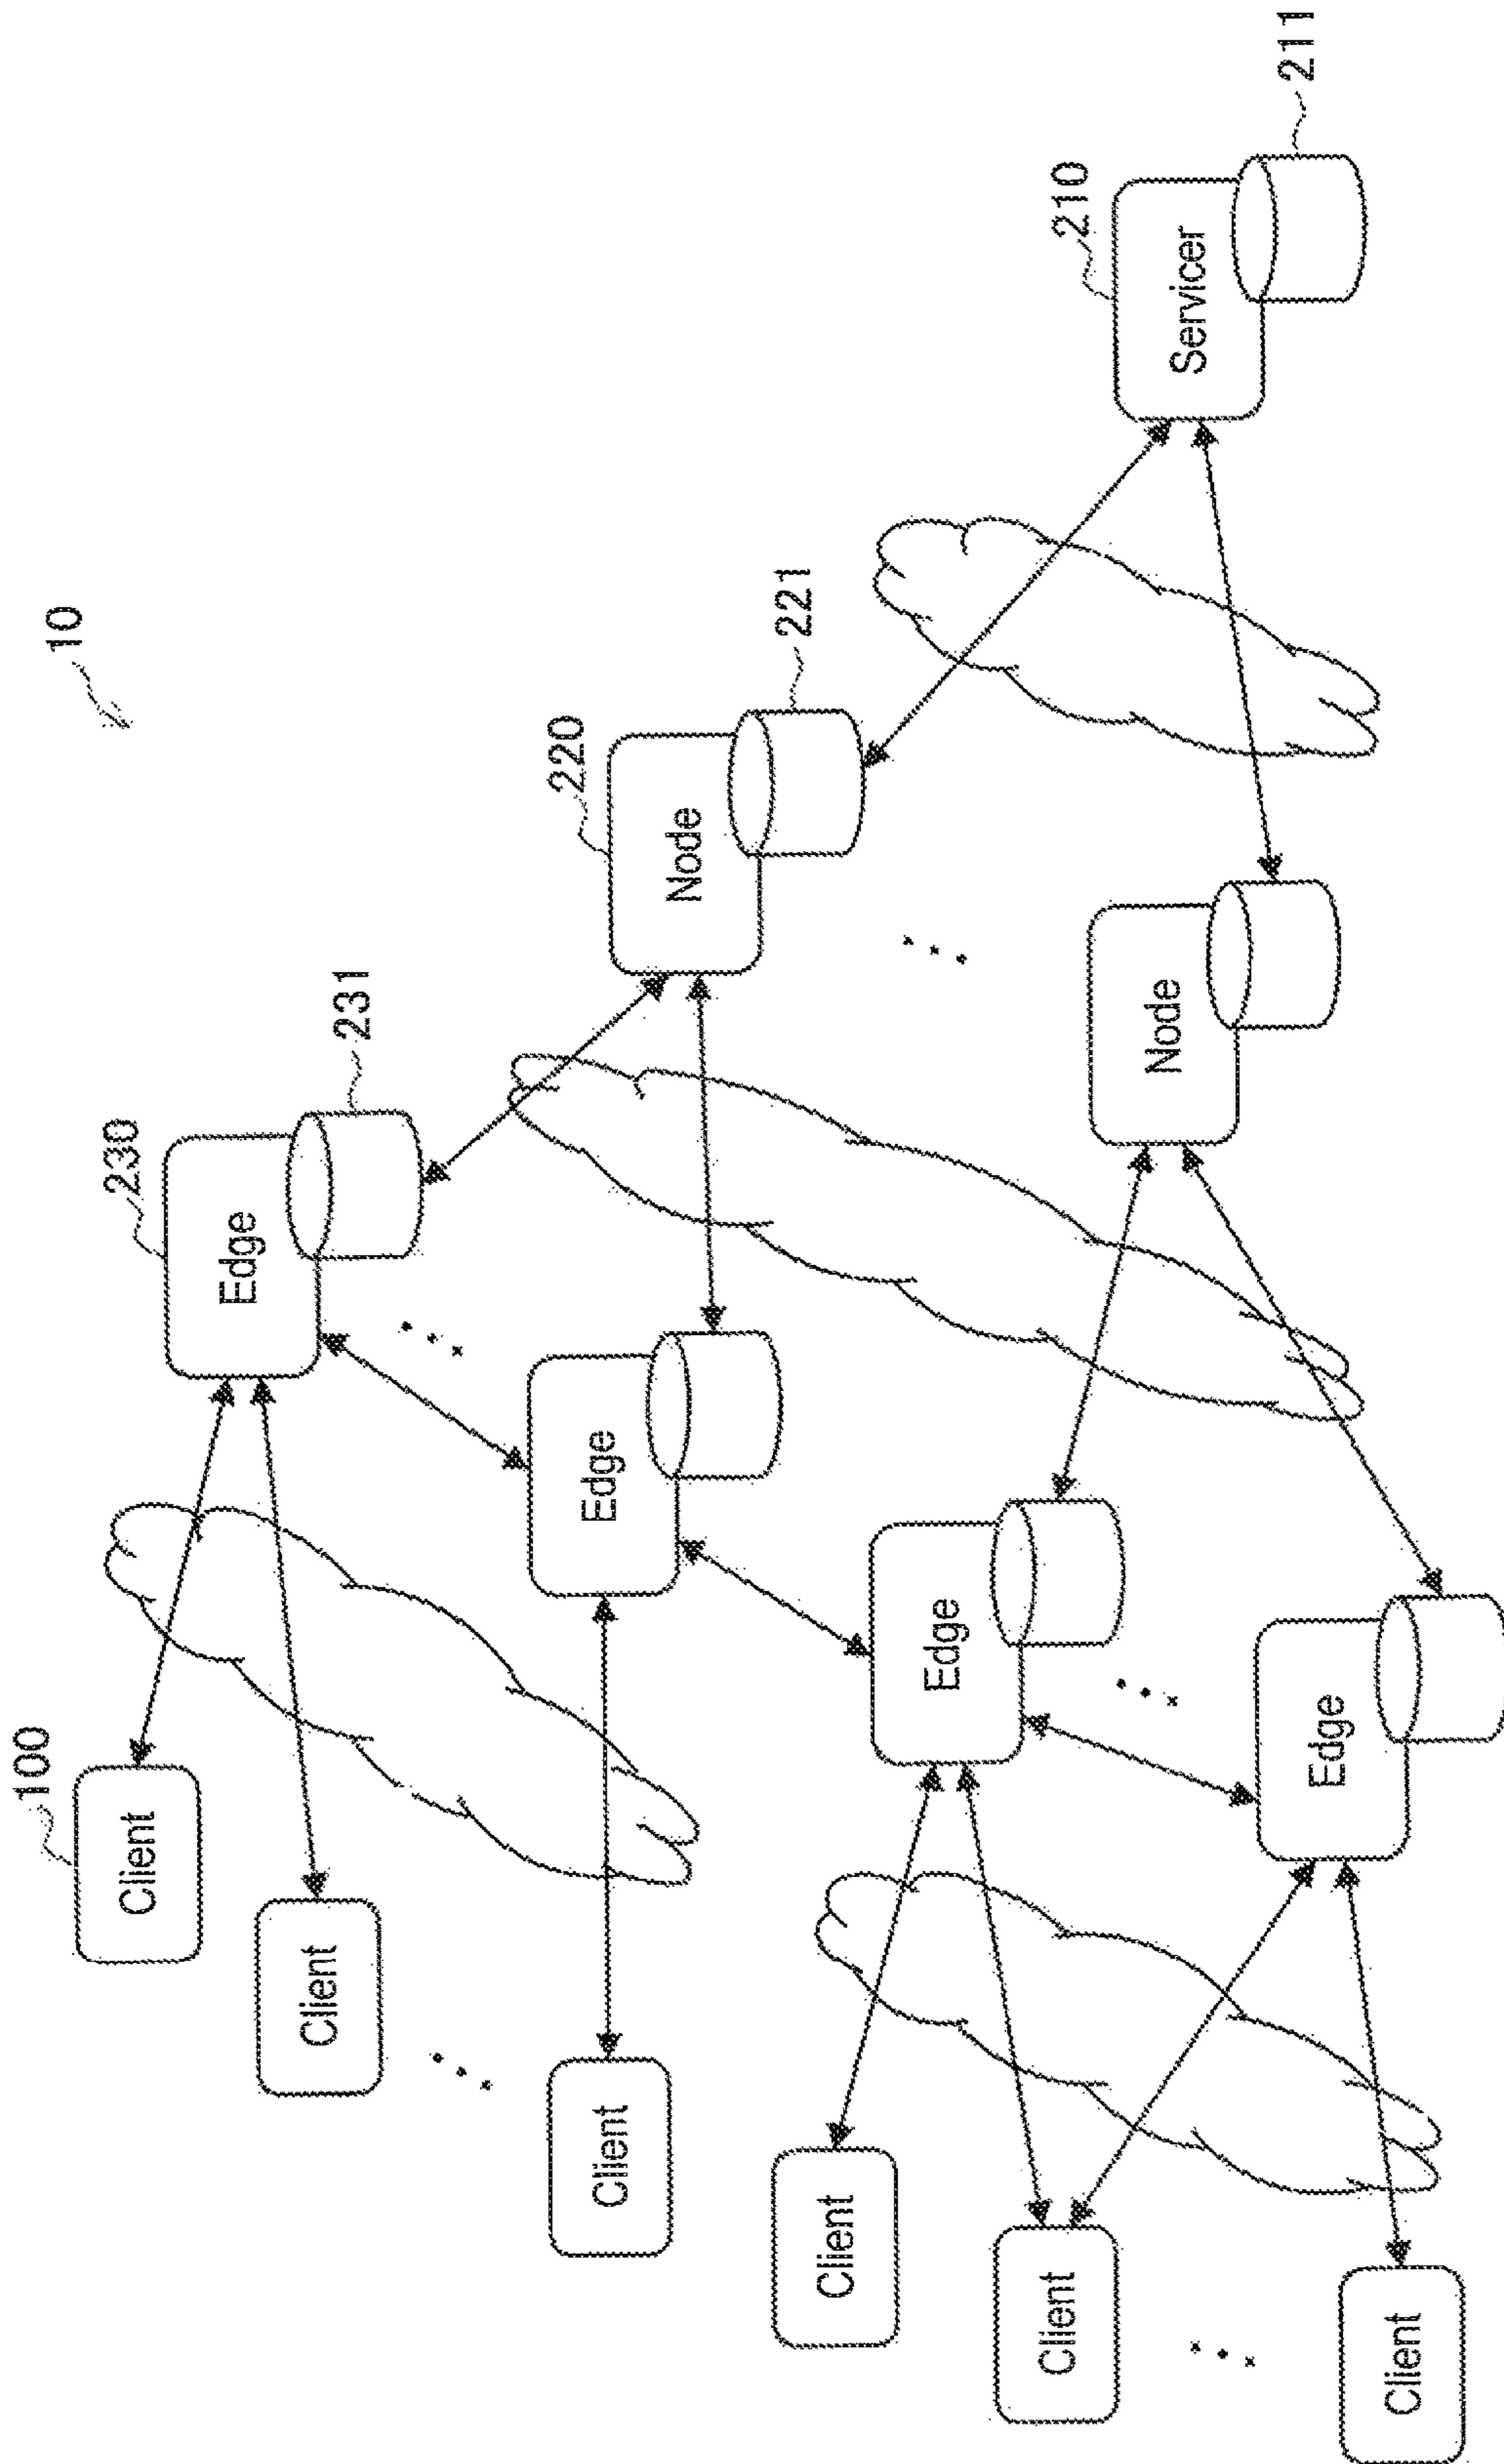 10
100
Client
Client
Client
Client
Client
Client
230
Edge
231
Edge
Edge
Edge
220
Node
221
Node
210
Servicer
211